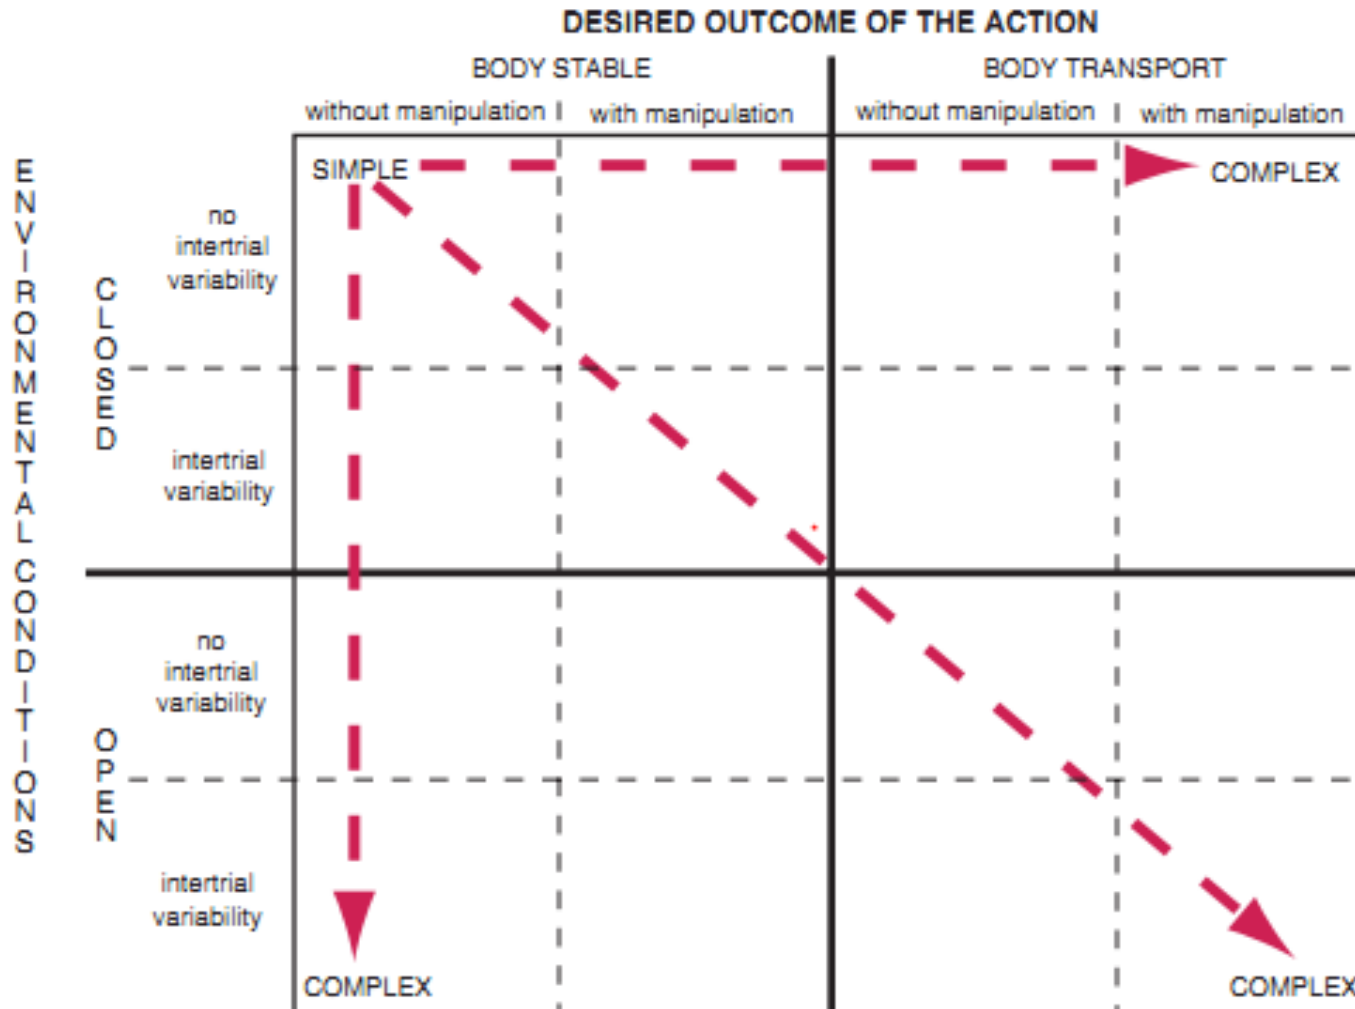 DESIRED OUTCOME OF THE ACTION
BODY STABLE
BODY TRANSPORT
without manipulation
with manipulation
without manipulation
with manipulation
ENVIRONMENTAL CONDITIONS
CLOSED
SIMPLE
COMPLEX
no
intertrial
variability
intertrial
variability
OPEN
no
intertrial
variability
intertrial
variability
COMPLEX
COMPLEX